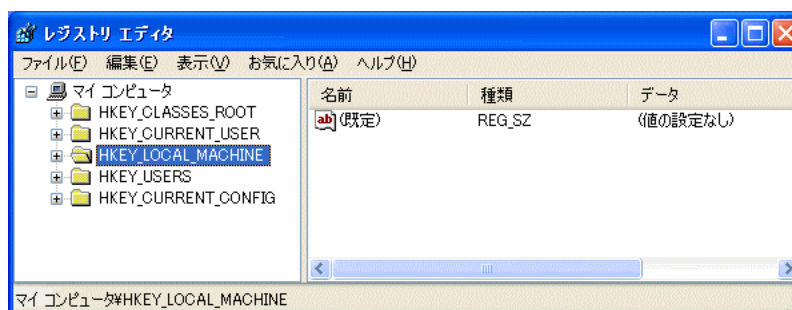 レジストリ エディタ
ファイル(F) 編集(E) 表示(V) お気に入り(A) ヘルプ(H)
マイ コンピュータ
HKEY_CLASSES_ROOT
HKEY_CURRENT_USER
HKEY_LOCAL_MACHINE
HKEY_USERS
HKEY_CURRENT_CONFIG
名前 種類 データ
ab (既定) REG_SZ (値の設定なし)
マイ コンピュータ¥HKEY_LOCAL_MACHINE